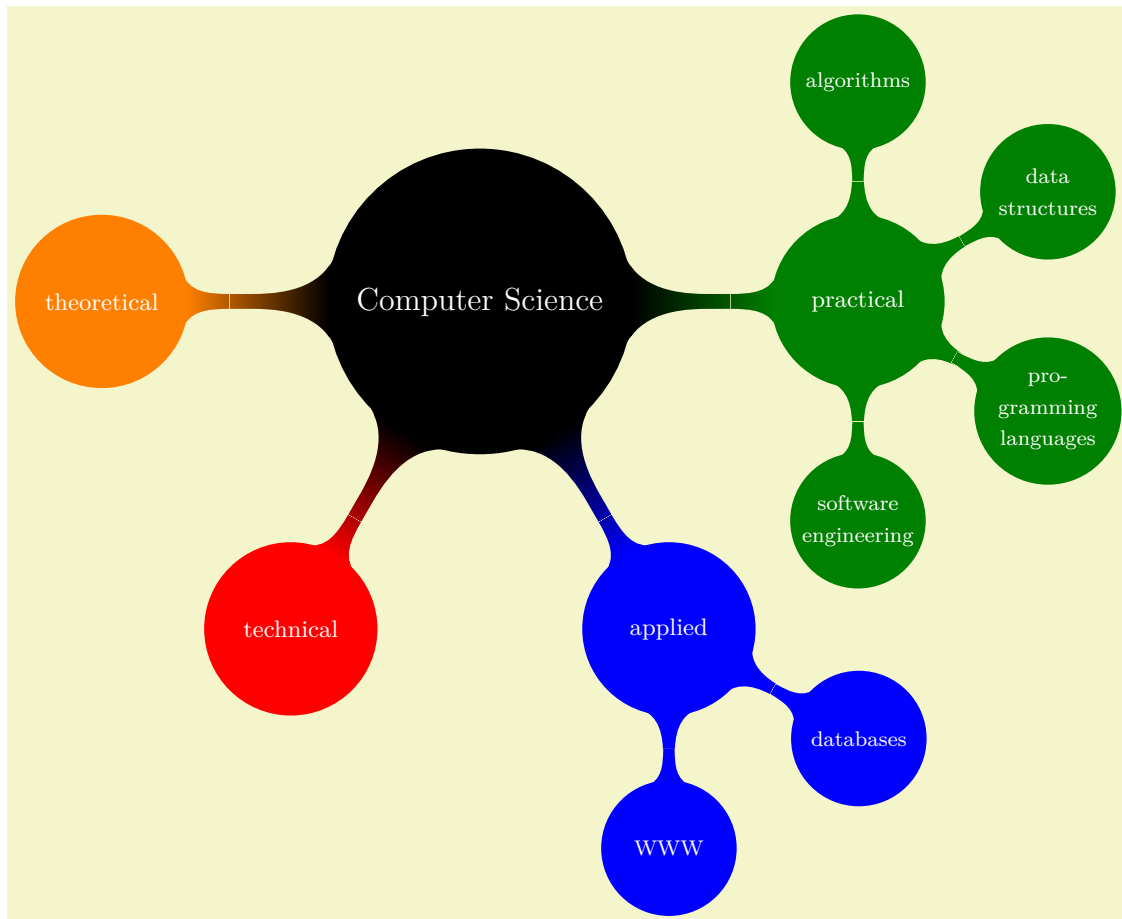 algorithms
data
structures
Computer Science
practical
theoretical
pro-
gramming
languages
software
engineering
technical
applied
databases
WWW